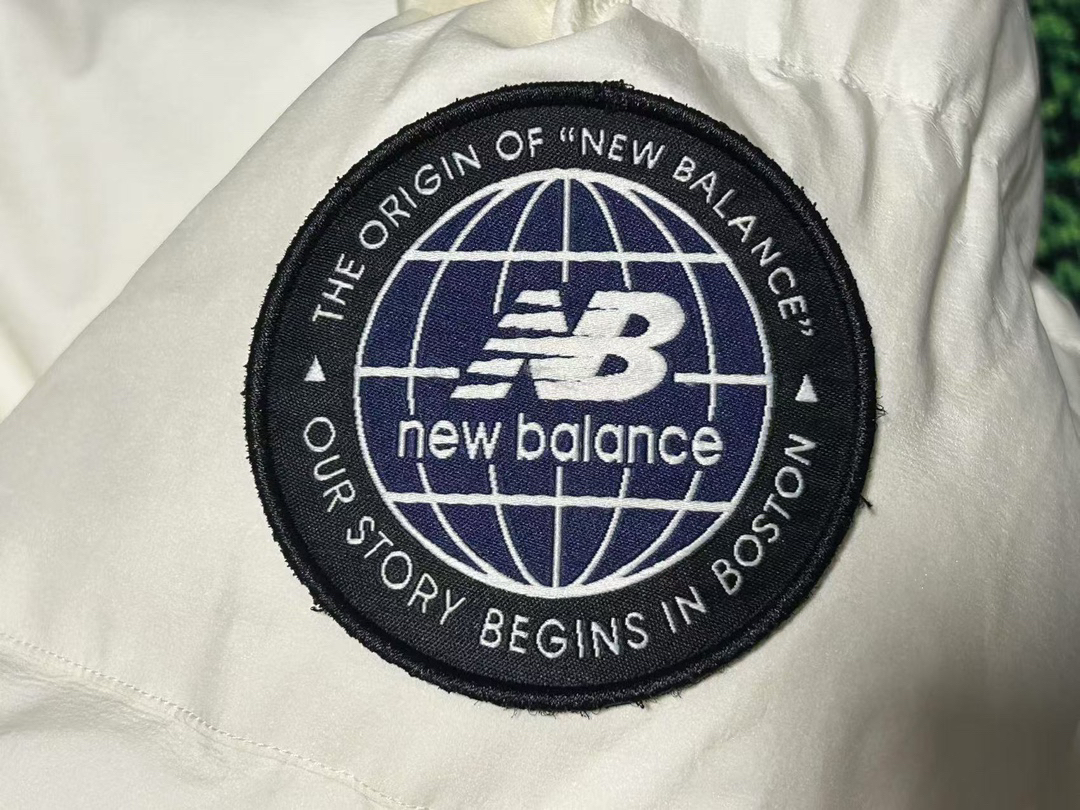 THE ORIGIN OF “NEW BALANCE”
NB
new balance
OUR STORY BEGINS IN BOSTON